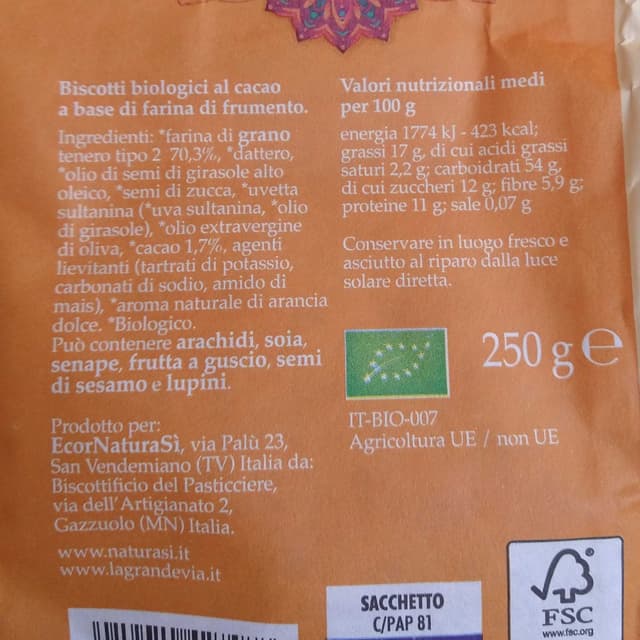 Biscotti biologici al cacao
a base di farina di frumento.
Ingredienti: *farina di grano
tenero tipo 2 70,3%, *dattero,
*olio di semi di girasole alto
oleico, *semi di zucca, *uvetta
sultanina (*uva sultanina, *olio
di girasole), *olio extravergine
di oliva, *cacao 1,7%, agenti
lievitanti (tartrati di potassio,
carbonati di sodio, amido di
mais), *aroma naturale di arancia
dolce. *Biologico.
Può contenere arachidi, soia,
senape, frutta a guscio, semi
di sesamo e lupini.
Prodotto per:
EcorNaturaSì, via Palù 23,
San Vendemiano (TV) Italia da:
Biscottificio del Pasticciere,
via dell'Artigianato 2,
Gazzuolo (MN) Italia.
www.naturasi.it
www.lagrandevia.it
Valori nutrizionali medi
per 100 g
energia 1774 kJ - 423 kcal;
grassi 17 g, di cui acidi grassi
saturi 2,2 g; carboidrati 54 g,
di cui zuccheri 12 g; fibre 5,9 g;
proteine 11 g; sale 0,07 g
Conservare in luogo fresco e
asciutto al riparo dalla luce
solare diretta.
250 g e
IT-BIO-007
Agricoltura UE / non UE
SACCHETTO
C/PAP 81
FSC
www.fsc.org